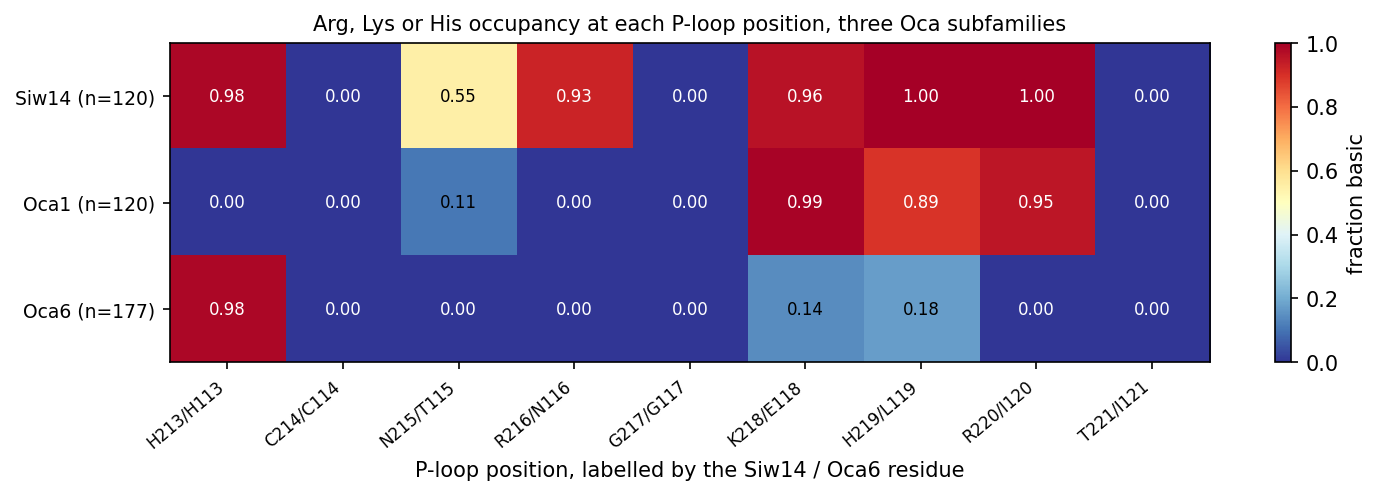 Arg, Lys or His occupancy at each P-loop position, three Oca subfamilies
Siw14 (n=120)
0.98 0.00 0.55 0.93 0.00 0.96 1.00 1.00 0.00
Oca1 (n=120)
0.00 0.00 0.11 0.00 0.00 0.99 0.89 0.95 0.00
Oca6 (n=177)
0.98 0.00 0.00 0.00 0.00 0.14 0.18 0.00 0.00
H213/H113 C214/C114 N215/T115 R216/N116 G217/G117 K218/E118 H219/L119 R220/I120 T221/I121
P-loop position, labelled by the Siw14 / Oca6 residue
1.0
0.8
0.6
0.4
0.2
0.0
fraction basic